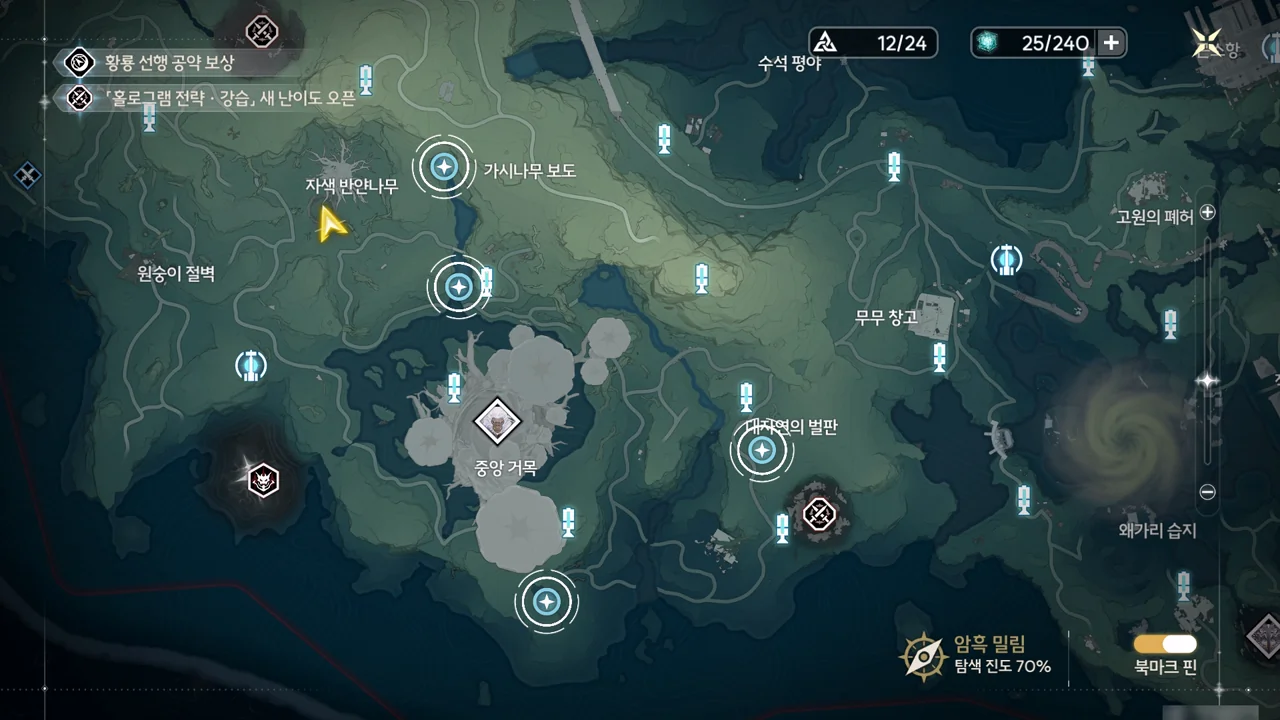 황룡 선행 공약 보상
「홀로그램 전략 · 강습」, 새 난이도 오픈
12/24
25/240
수석 평야
항
가시나무 보도
자색 반얀나무
고원의 폐허
원숭이 절벽
무무 창고
대자연의 벌판
중앙 거목
왜가리 습지
암흑 밀림
탐색 진도 70%
북마크 핀